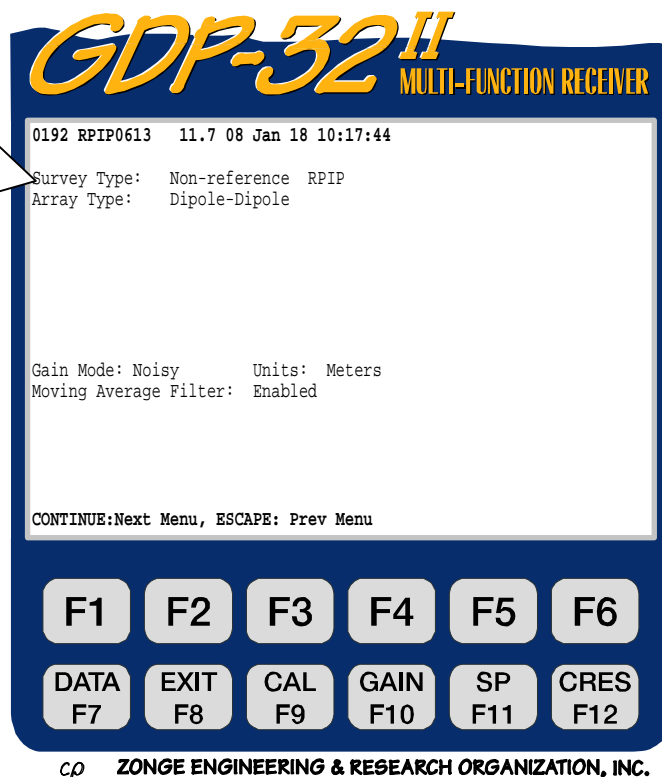 GDP-32 II
MULTI-FUNCTION RECEIVER
0192 RPIP0613 11.7 08 Jan 18 10:17:44
Survey Type: Non-reference RPIP
Array Type: Dipole-Dipole
Gain Mode: Noisy Units: Meters
Moving Average Filter: Enabled
CONTINUE:Next Menu, ESCAPE: Prev Menu
F1 F2 F3 F4 F5 F6
DATA EXIT CAL GAIN SP CRES
F7 F8 F9 F10 F11 F12
ZONGE ENGINEERING & RESEARCH ORGANIZATION, INC.